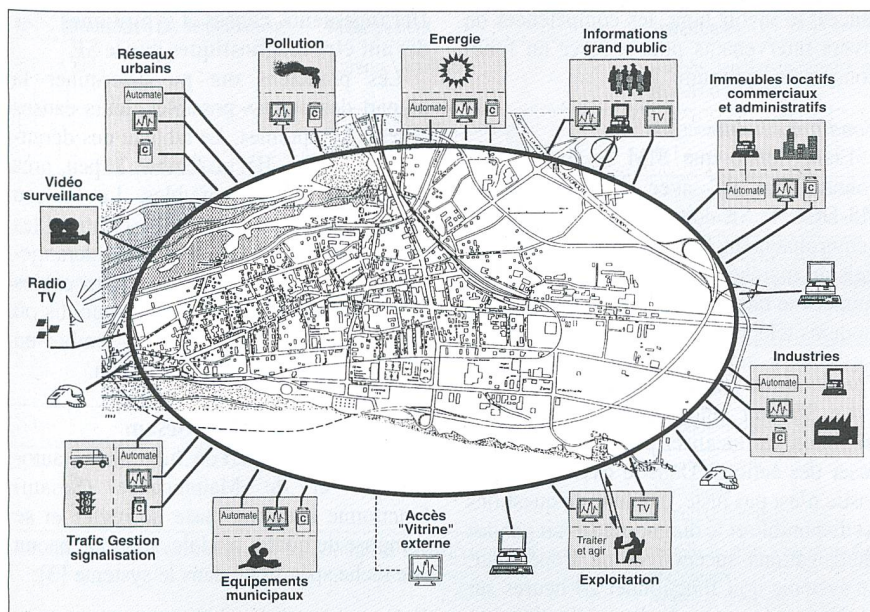 Réseaux
urbains
Automate
C
Pollution
C
Energie
Automate
C
Informations
grand public
TV
Immeubles locatifs
commerciaux
et administratifs
Automate
C
Vidéo
surveillance
Radio
TV
Industries
Automate
C
Automate
C
Trafic Gestion
signalisation
Automate
C
Equipements
municipaux
Accès
"Vitrine"
externe
TV
Traiter
et agir
Exploitation